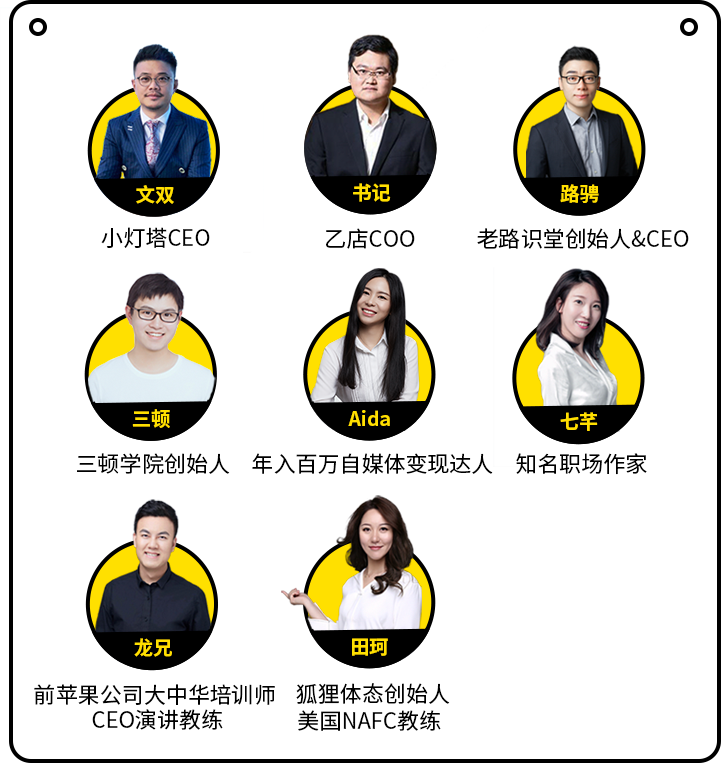 文双
小灯塔CEO
书记
乙店COO
路骋
老路识堂创始人&CEO
三顿
三顿学院创始人
Aida
年入百万自媒体变现达人
七芊
知名职场作家
龙兄
前苹果公司大中华培训师
CEO演讲教练
田珂
狐狸体态创始人
美国NAFC教练